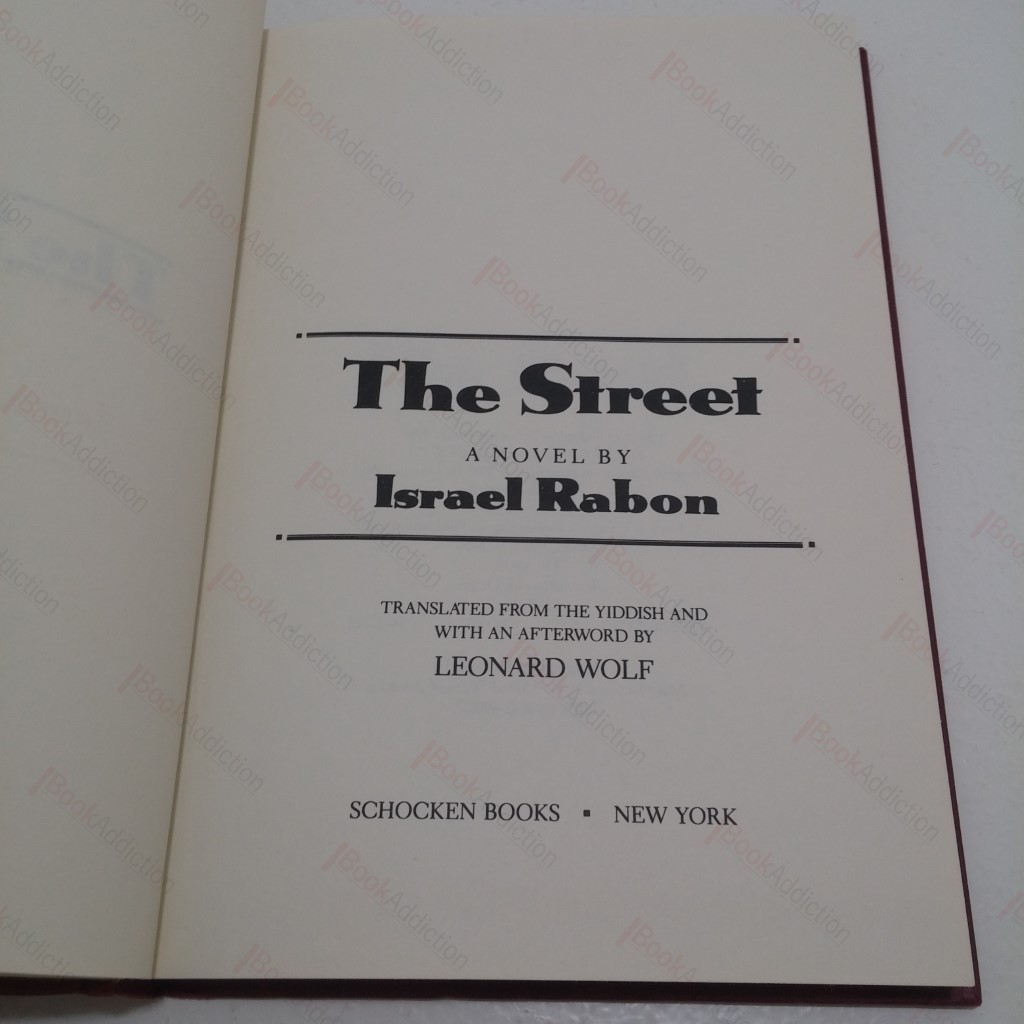 The Street
A NOVEL BY
Israel Rabon
TRANSLATED FROM THE YIDDISH AND
WITH AN AFTERWORD BY
LEONARD WOLF
SCHOCKEN BOOKS ▪ NEW YORK
BookAddiction